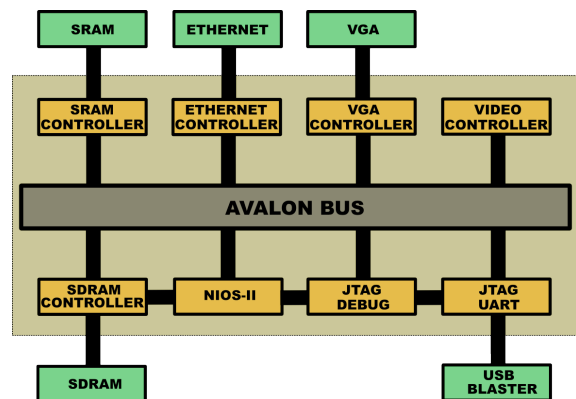 SRAM
ETHERNET
VGA
SRAM
CONTROLLER
ETHERNET
CONTROLLER
VGA
CONTROLLER
VIDEO
CONTROLLER
AVALON BUS
SDRAM
CONTROLLER
NIOS-II
JTAG
DEBUG
JTAG
UART
SDRAM
USB
BLASTER